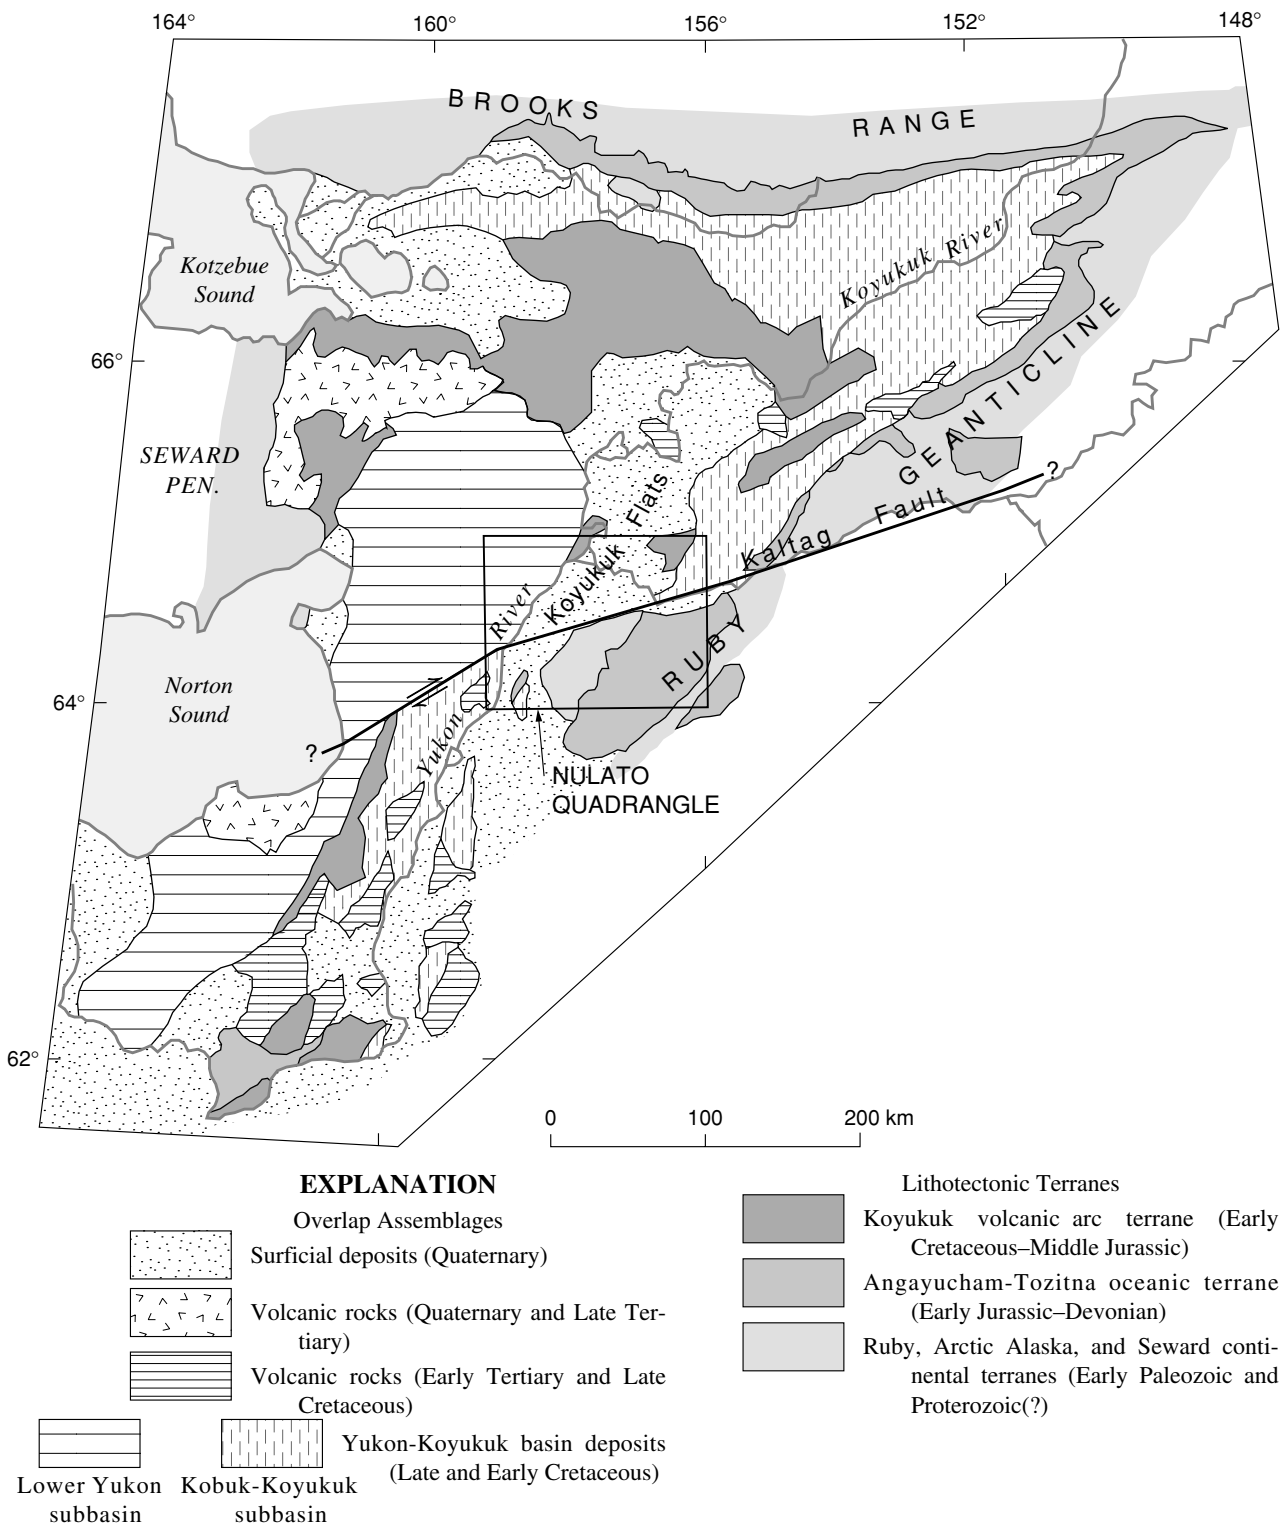 164° 160° 156° 152° 148°
BROOKS
RANGE
Koyukuk River
Kotzebue
Sound
66°
GEANTICLINE
SEWARD
PEN.
?
Koyukuk Flats
Kaltag Fault
River
RUBY
Norton
Sound
64°
?
Yukon
NULATO
QUADRANGLE
62°
0 100 200 km
EXPLANATION
Overlap Assemblages
Surficial deposits (Quaternary)
Volcanic rocks (Quaternary and Late Ter-
tiary)
Volcanic rocks (Early Tertiary and Late
Cretaceous)
Yukon-Koyukuk basin deposits
(Late and Early Cretaceous)
Lower Yukon
subbasin
Kobuk-Koyukuk
subbasin
Lithotectonic Terranes
Koyukuk volcanic arc terrane (Early
Cretaceous–Middle Jurassic)
Angayucham-Tozitna oceanic terrane
(Early Jurassic–Devonian)
Ruby, Arctic Alaska, and Seward conti-
nental terranes (Early Paleozoic and
Proterozoic(?)